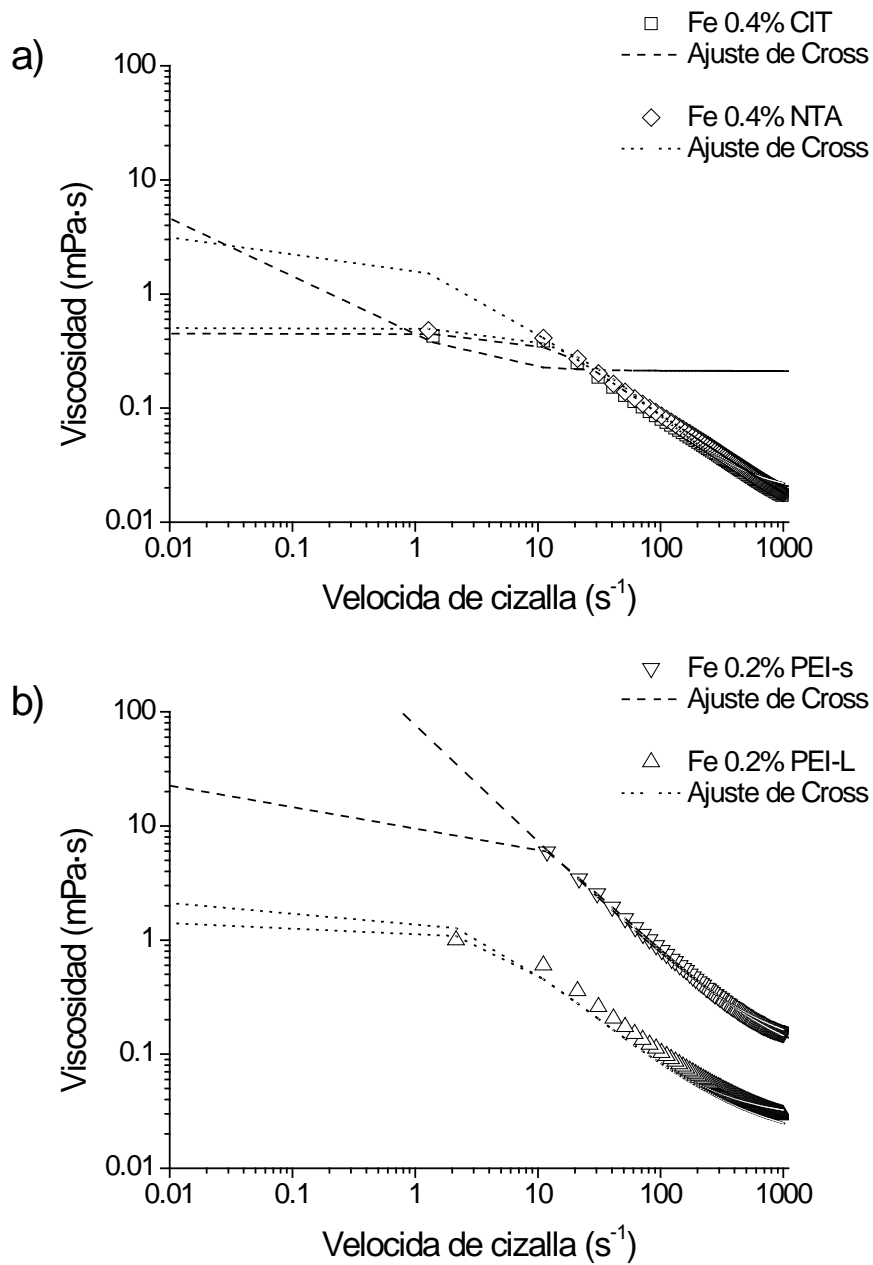 a)
Fe 0.4% CIT
Ajuste de Cross
Fe 0.4% NTA
Ajuste de Cross
Viscosidad (mPa·s)
100
10
1
0.1
0.01
0.01 0.1 1 10 100 1000
Velocida de cizalla (s⁻¹)
b)
Fe 0.2% PEI-s
Ajuste de Cross
Fe 0.2% PEI-L
Ajuste de Cross
Viscosidad (mPa·s)
100
10
1
0.1
0.01
0.01 0.1 1 10 100 1000
Velocida de cizalla (s⁻¹)